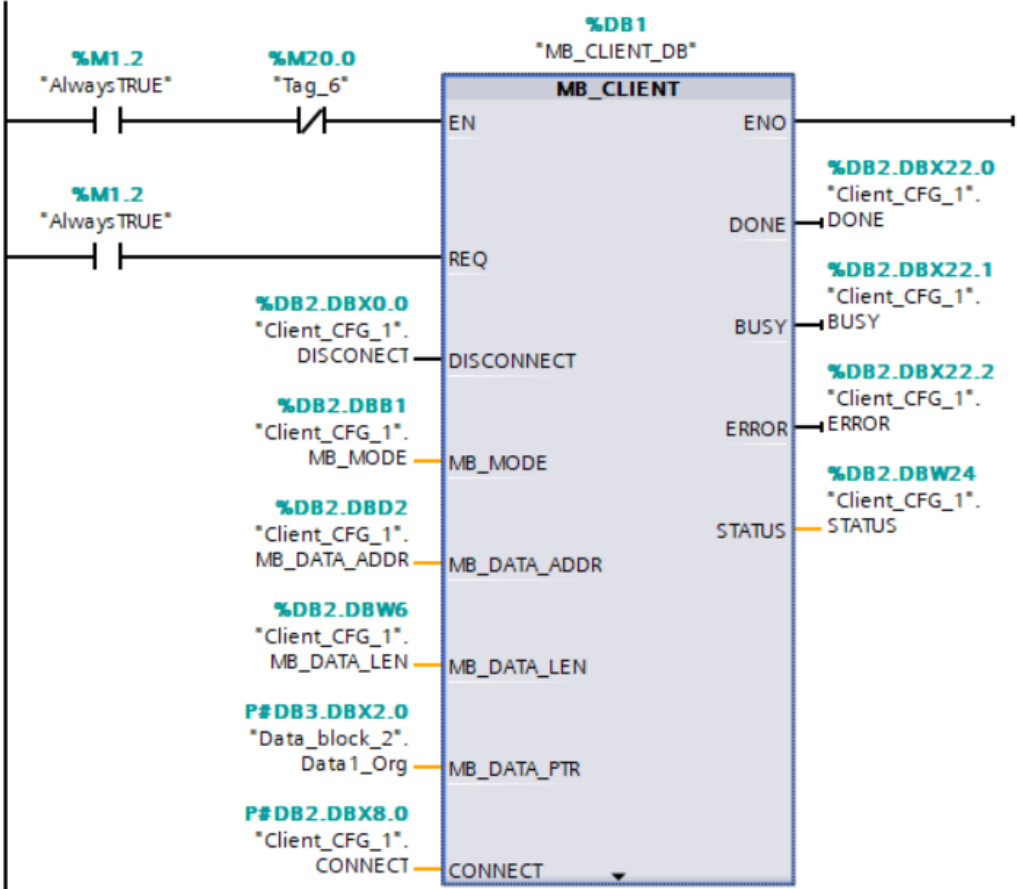 %DB1
"MB_CLIENT_DB"
%M1.2
"AlwaysTRUE"
%M20.0
"Tag_6"
MB_CLIENT
EN
ENO
%M1.2
"AlwaysTRUE"
REQ
%DB2.DBX22.0
"Client_CFG_1".
DONE
DONE
%DB2.DBX0.0
"Client_CFG_1".
DISCONECT
DISCONNECT
%DB2.DBX22.1
"Client_CFG_1".
BUSY
BUSY
%DB2.DBB1
"Client_CFG_1".
MB_MODE
MB_MODE
%DB2.DBX22.2
"Client_CFG_1".
ERROR
ERROR
%DB2.DBD2
"Client_CFG_1".
MB_DATA_ADDR
MB_DATA_ADDR
%DB2.DBW24
"Client_CFG_1".
STATUS
STATUS
%DB2.DBW6
"Client_CFG_1".
MB_DATA_LEN
MB_DATA_LEN
P#DB3.DBX2.0
"Data_block_2".
Data1_Org
MB_DATA_PTR
P#DB2.DBX8.0
"Client_CFG_1".
CONNECT
CONNECT